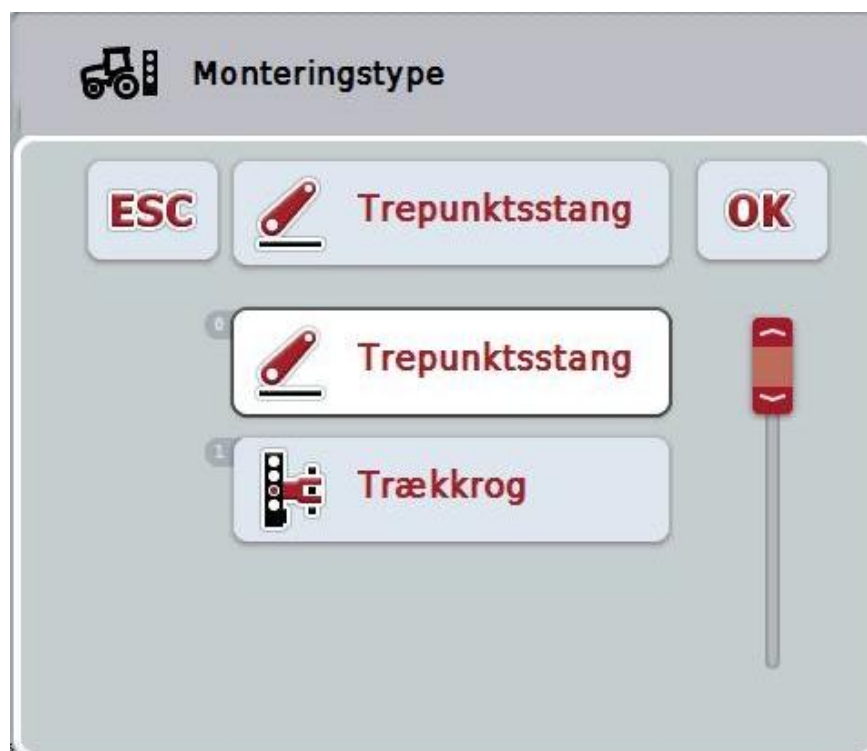 Monteringstype
ESC
Trepunktsstang
OK
0
Trepunktsstang
1
Trækkrog